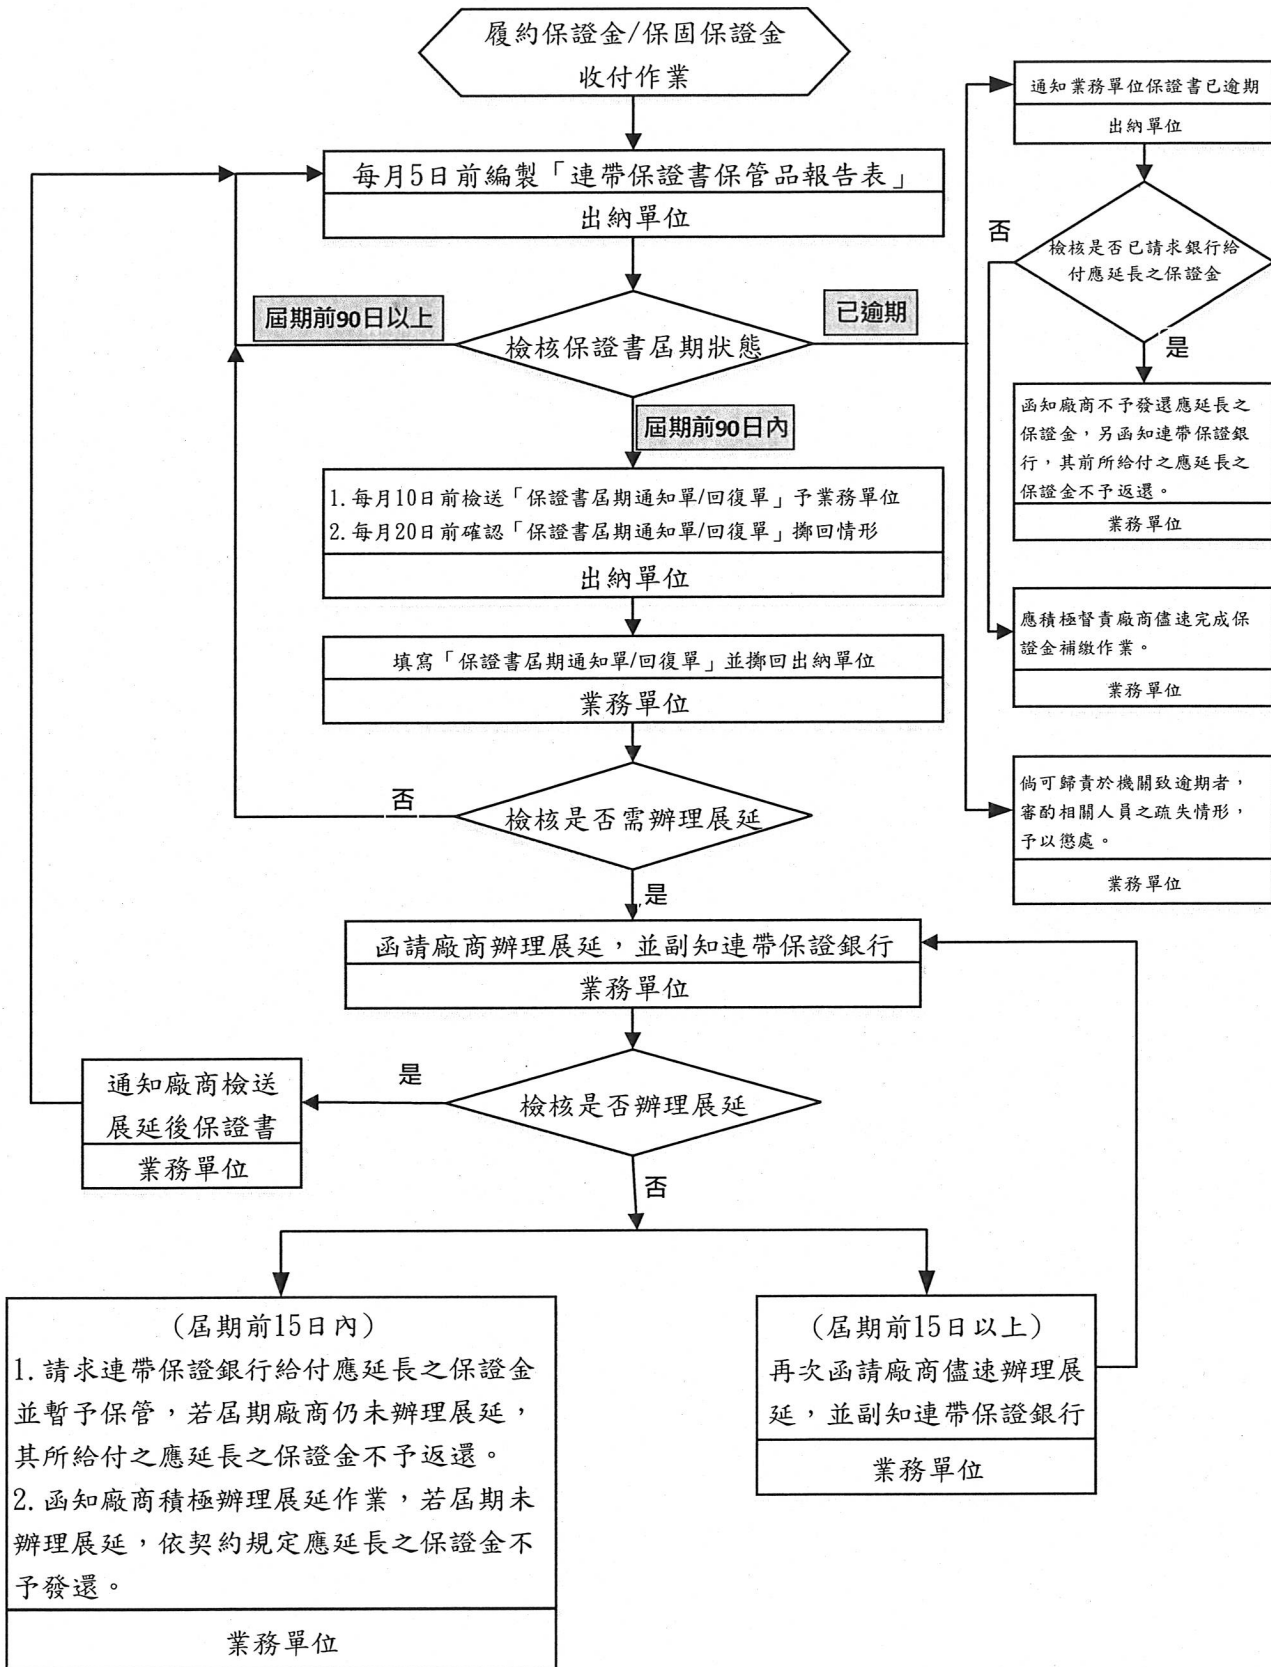 履約保證金/保固保證金
收付作業
每月5日前編製「連帶保證書保管品報告表」
出納單位
屆期前90日以上
檢核保證書屆期狀態
已逾期
屆期前90日內
1.每月10日前檢送「保證書屆期通知單/回復單」予業務單位
2.每月20日前確認「保證書屆期通知單/回復單」擲回情形
出納單位
填寫「保證書屆期通知單/回復單」並擲回出納單位
業務單位
否
檢核是否需辦理展延
是
函請廠商辦理展延，並副知連帶保證銀行
業務單位
通知廠商檢送
展延後保證書
業務單位
是
檢核是否辦理展延
否
(屆期前15日內)
1.請求連帶保證銀行給付應延長之保證金
並暫予保管，若屆期廠商仍未辦理展延，
其所給付之應延長之保證金不予返還。
2.函知廠商積極辦理展延作業，若屆期未
辦理展延，依契約規定應延長之保證金不
予發還。
業務單位
(屆期前15日以上)
再次函請廠商儘速辦理展
延，並副知連帶保證銀行
業務單位
通知業務單位保證書已逾期
出納單位
否
檢核是否已請求銀行給
付應延長之保證金
是
函知廠商不予發還應延長之
保證金，另函知連帶保證銀
行，其前所給付之應延長之
保證金不予返還。
業務單位
應積極督責廠商儘速完成保
證金補繳作業。
業務單位
倘可歸責於機關致逾期者，
審酌相關人員之疏失情形，
予以懲處。
業務單位